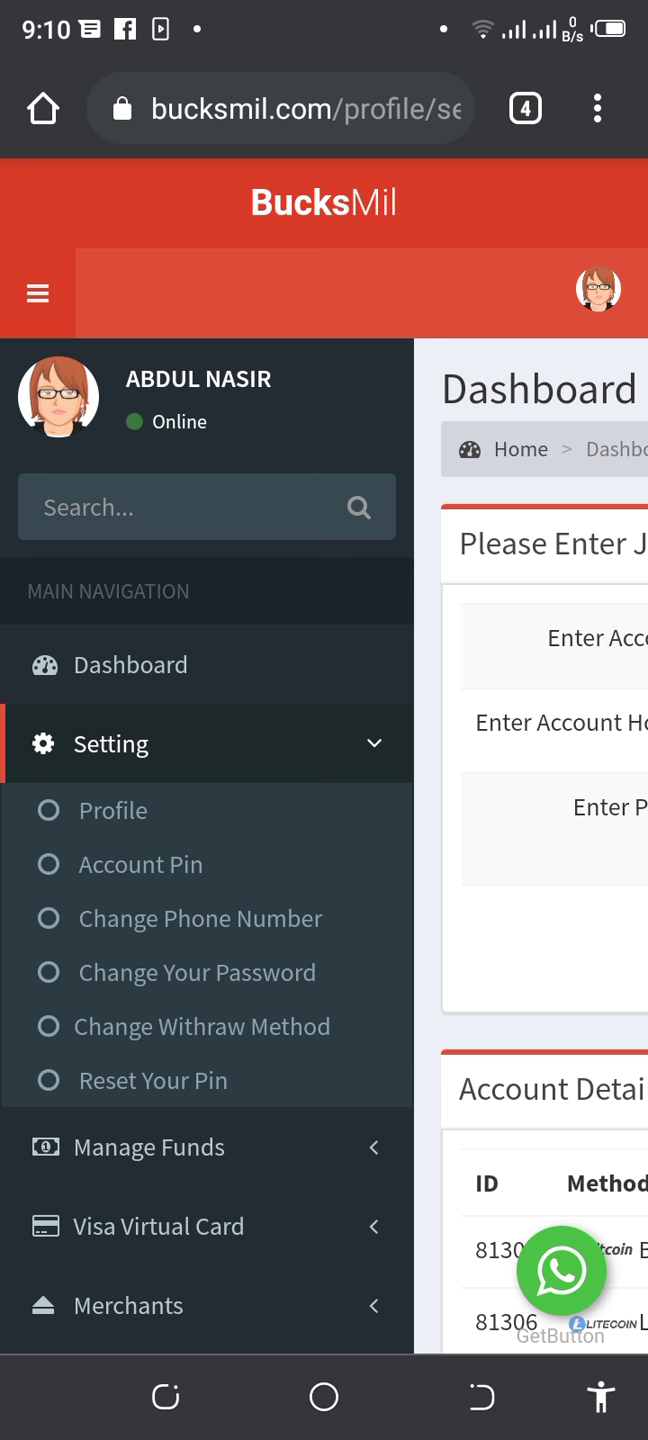 9:10
0
B/s
bucksmil.com/profile/se
4
BucksMil
ABDUL NASIR
Online
Search...
MAIN NAVIGATION
Dashboard
Setting
Profile
Account Pin
Change Phone Number
Change Your Password
Change Withraw Method
Reset Your Pin
Manage Funds
Visa Virtual Card
Merchants
Dashboard
Home > Dashbo
Please Enter J
Enter Acco
Enter Account Ho
Enter P
Account Detai
ID Method
8130 tcoin B
81306 LITECOIN L
GetButton